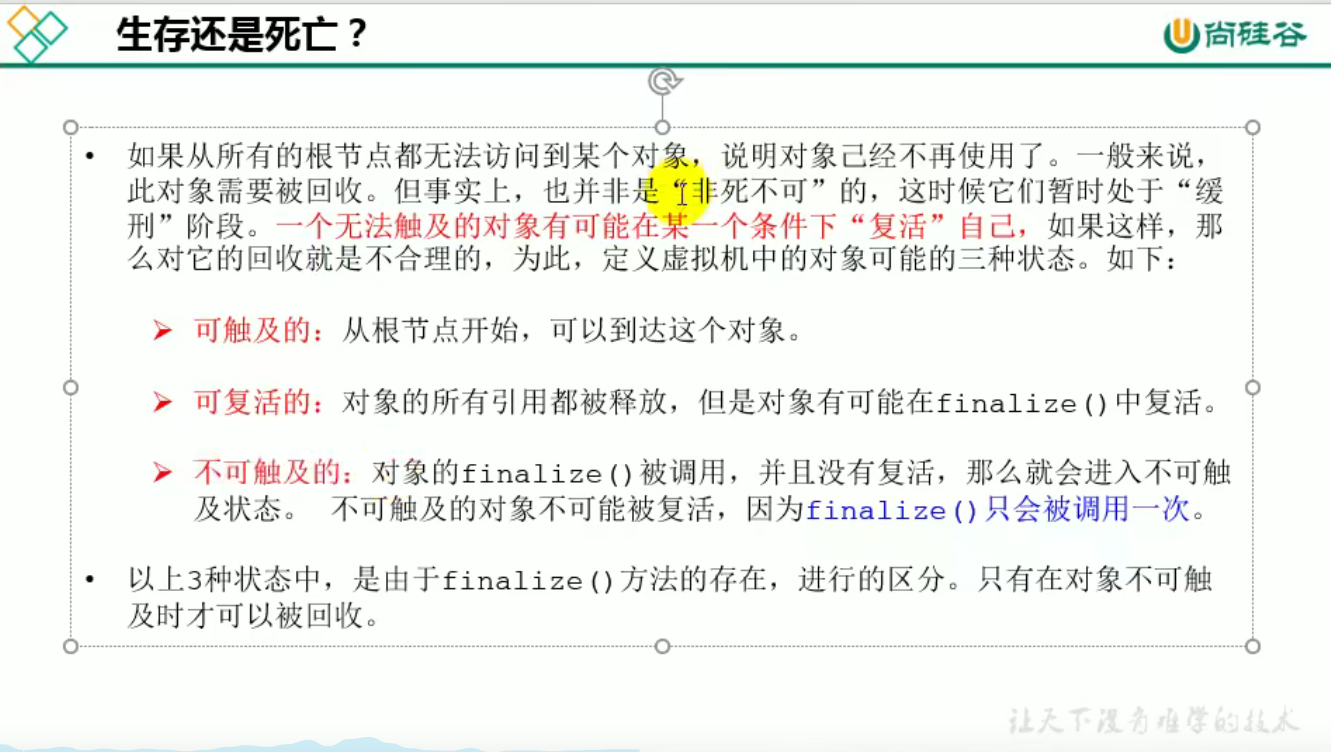 生存还是死亡？
尚硅谷
• 如果从所有的根节点都无法访问到某个对象，说明对象己经不再使用了。一般来说，
此对象需要被回收。但事实上，也并非是“非死不可”的，这时候它们暂时处于“缓
刑”阶段。一个无法触及的对象有可能在某一个条件下“复活”自己，如果这样，那
么对它的回收就是不合理的，为此，定义虚拟机中的对象可能的三种状态。如下：
➢ 可触及的：从根节点开始，可以到达这个对象。
➢ 可复活的：对象的所有引用都被释放，但是对象有可能在finalize()中复活。
➢ 不可触及的：对象的finalize()被调用，并且没有复活，那么就会进入不可触
及状态。 不可触及的对象不可能被复活，因为finalize()只会被调用一次。
• 以上3种状态中，是由于finalize()方法的存在，进行的区分。只有在对象不可触
及时才可以被回收。
让天下没有难学的技术